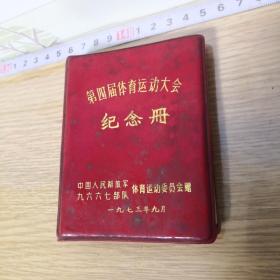 第四届体育运动大会
纪念册
中国人民解放军
九六六七部队 体育运动委员会赠
一九七三年九月